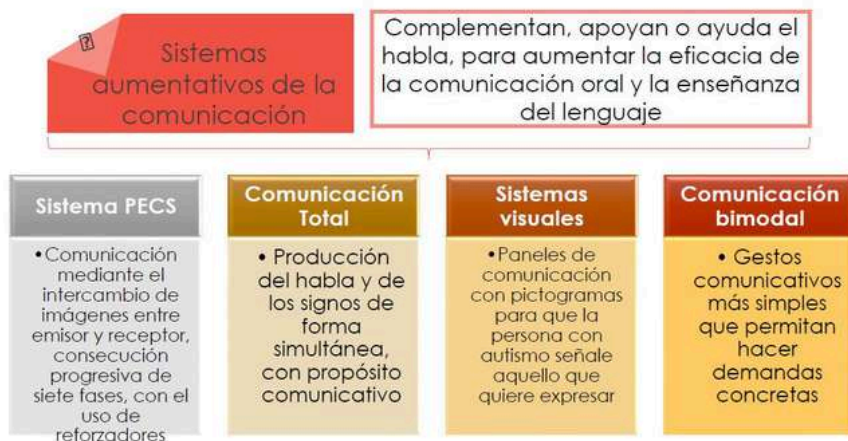 Sistemas
aumentativos de la
comunicación
Complementan, apoyan o ayuda el
habla, para aumentar la eficacia de
la comunicación oral y la enseñanza
del lenguaje
Sistema PECS
•Comunicación
mediante el
intercambio de
imágenes entre
emisor y receptor,
consecución
progresiva de
siete fases, con el
uso de
reforzadores
Comunicación
Total
• Producción
del habla y de
los signos de
forma
simultánea,
con propósito
comunicativo
Sistemas
visuales
• Paneles de
comunicación
con pictogramas
para que la
persona con
autismo señale
aquello que
quiere expresar
Comunicación
bimodal
• Gestos
comunicativos
más simples
que permitan
hacer
demandas
concretas